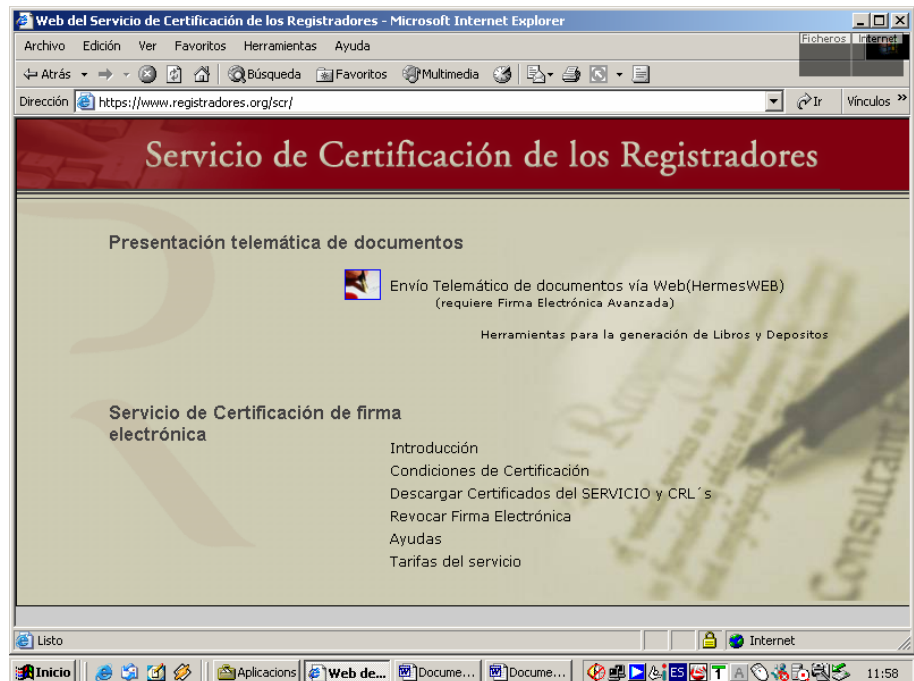 Web del Servicio de Certificación de los Registradores - Microsoft Internet Explorer
Archivo Edición Ver Favoritos Herramientas Ayuda
Ficheros Internet
Atrás Búsqueda Favoritos Multimedia
Dirección https://www.registradores.org/scr/ Ir Vínculos »
Servicio de Certificación de los Registradores
Presentación telemática de documentos
Envío Telemático de documentos vía Web(HermesWEB)
(requiere Firma Electrónica Avanzada)
Herramientas para la generación de Libros y Depositos
Servicio de Certificación de firma
electrónica
Introducción
Condiciones de Certificación
Descargar Certificados del SERVICIO y CRL´s
Revocar Firma Electrónica
Ayudas
Tarifas del servicio
Consultant
Listo Internet
Inicio Aplicacions Web de... Docume... Docume... ES 11:58